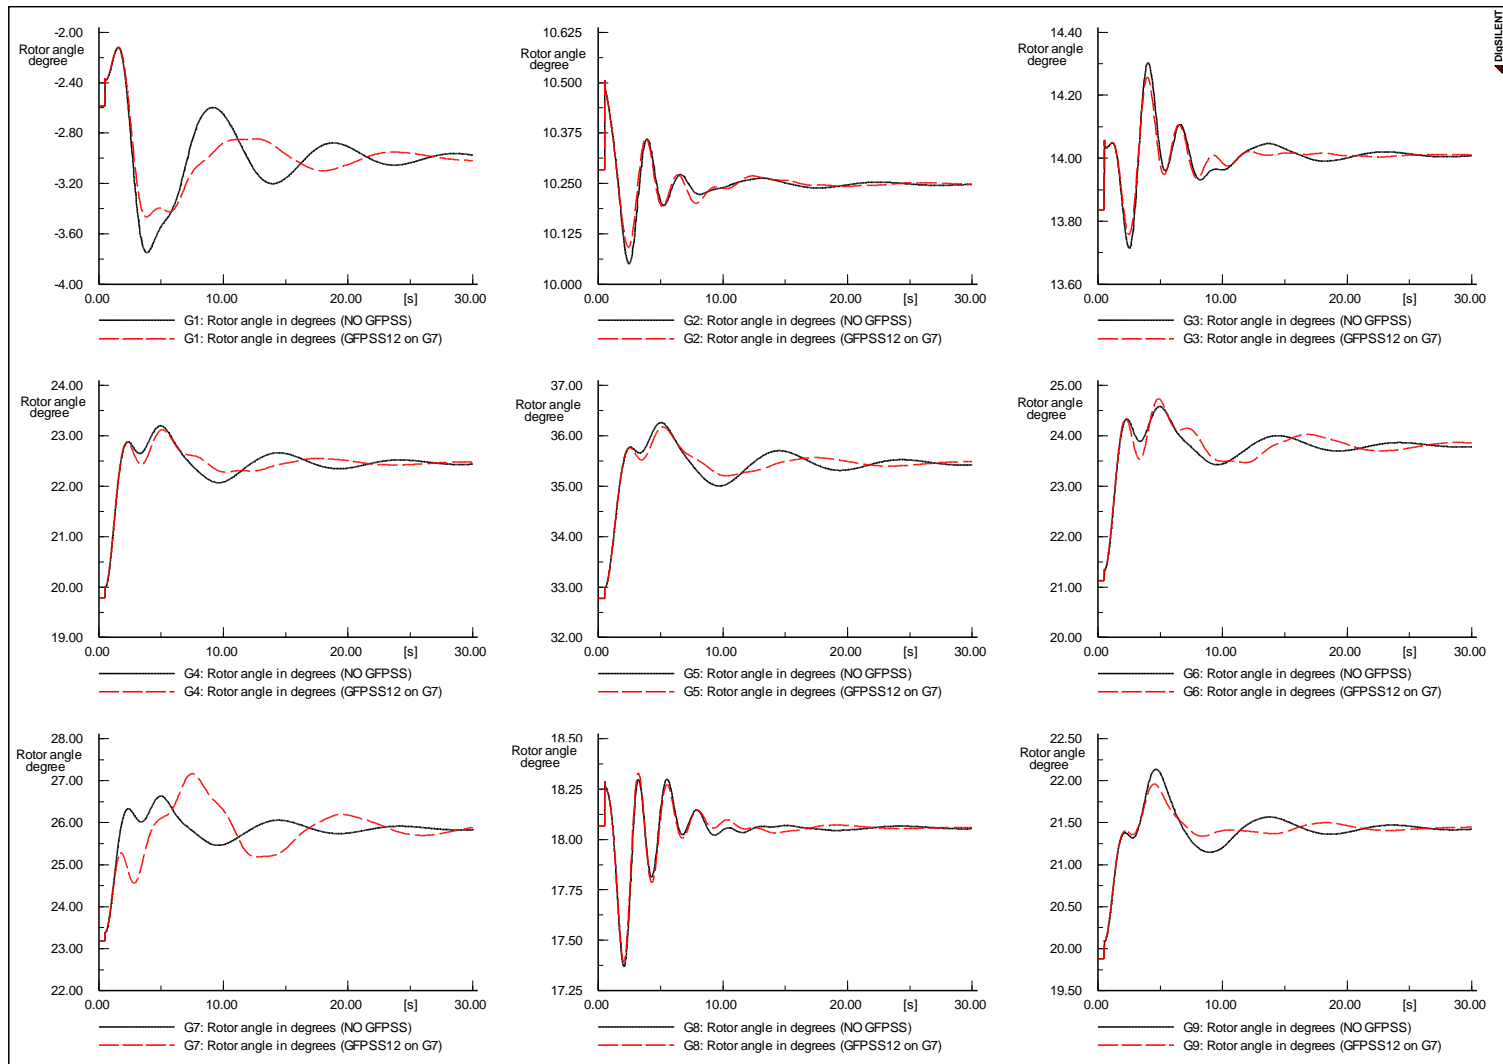 DIgSILENT
-2.00
Rotor angle
degree
-2.40
-2.80
-3.20
-3.60
-4.00
0.00 10.00 20.00 [s] 30.00
G1: Rotor angle in degrees (NO GFPSS)
G1: Rotor angle in degrees (GFPSS12 on G7)
10.625
Rotor angle
degree
10.500
10.375
10.250
10.125
10.000
0.00 10.00 20.00 [s] 30.00
G2: Rotor angle in degrees (NO GFPSS)
G2: Rotor angle in degrees (GFPSS12 on G7)
14.40
Rotor angle
degree
14.20
14.00
13.80
13.60
0.00 10.00 20.00 [s] 30.00
G3: Rotor angle in degrees (NO GFPSS)
G3: Rotor angle in degrees (GFPSS12 on G7)
24.00
Rotor angle
degree
23.00
22.00
21.00
20.00
19.00
0.00 10.00 20.00 [s] 30.00
G4: Rotor angle in degrees (NO GFPSS)
G4: Rotor angle in degrees (GFPSS12 on G7)
37.00
Rotor angle
degree
36.00
35.00
34.00
33.00
32.00
0.00 10.00 20.00 [s] 30.00
G5: Rotor angle in degrees (NO GFPSS)
G5: Rotor angle in degrees (GFPSS12 on G7)
25.00
Rotor angle
degree
24.00
23.00
22.00
21.00
20.00
0.00 10.00 20.00 [s] 30.00
G6: Rotor angle in degrees (NO GFPSS)
G6: Rotor angle in degrees (GFPSS12 on G7)
28.00
Rotor angle
degree
27.00
26.00
25.00
24.00
23.00
22.00
0.00 10.00 20.00 [s] 30.00
G7: Rotor angle in degrees (NO GFPSS)
G7: Rotor angle in degrees (GFPSS12 on G7)
18.50
Rotor angle
degree
18.25
18.00
17.75
17.50
17.25
0.00 10.00 20.00 [s] 30.00
G8: Rotor angle in degrees (NO GFPSS)
G8: Rotor angle in degrees (GFPSS12 on G7)
22.50
Rotor angle
degree
22.00
21.50
21.00
20.50
20.00
19.50
0.00 10.00 20.00 [s] 30.00
G9: Rotor angle in degrees (NO GFPSS)
G9: Rotor angle in degrees (GFPSS12 on G7)